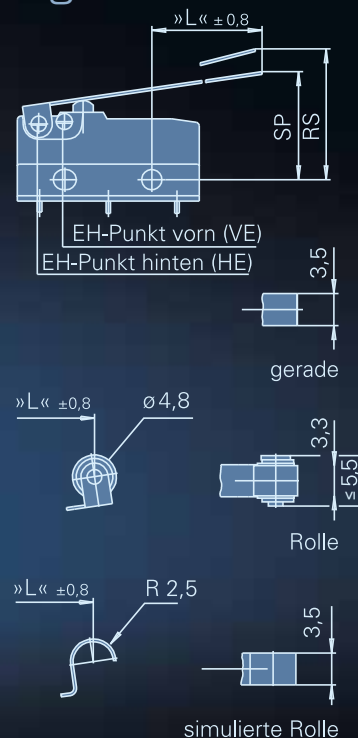 »L« ± 0,8
SP
RS
EH-Punkt vorn (VE)
EH-Punkt hinten (HE)
3,5
gerade
»L« ±0,8
ø 4,8
3,3
≤ 5,5
Rolle
»L« ±0,8
R 2,5
3,5
simulierte Rolle